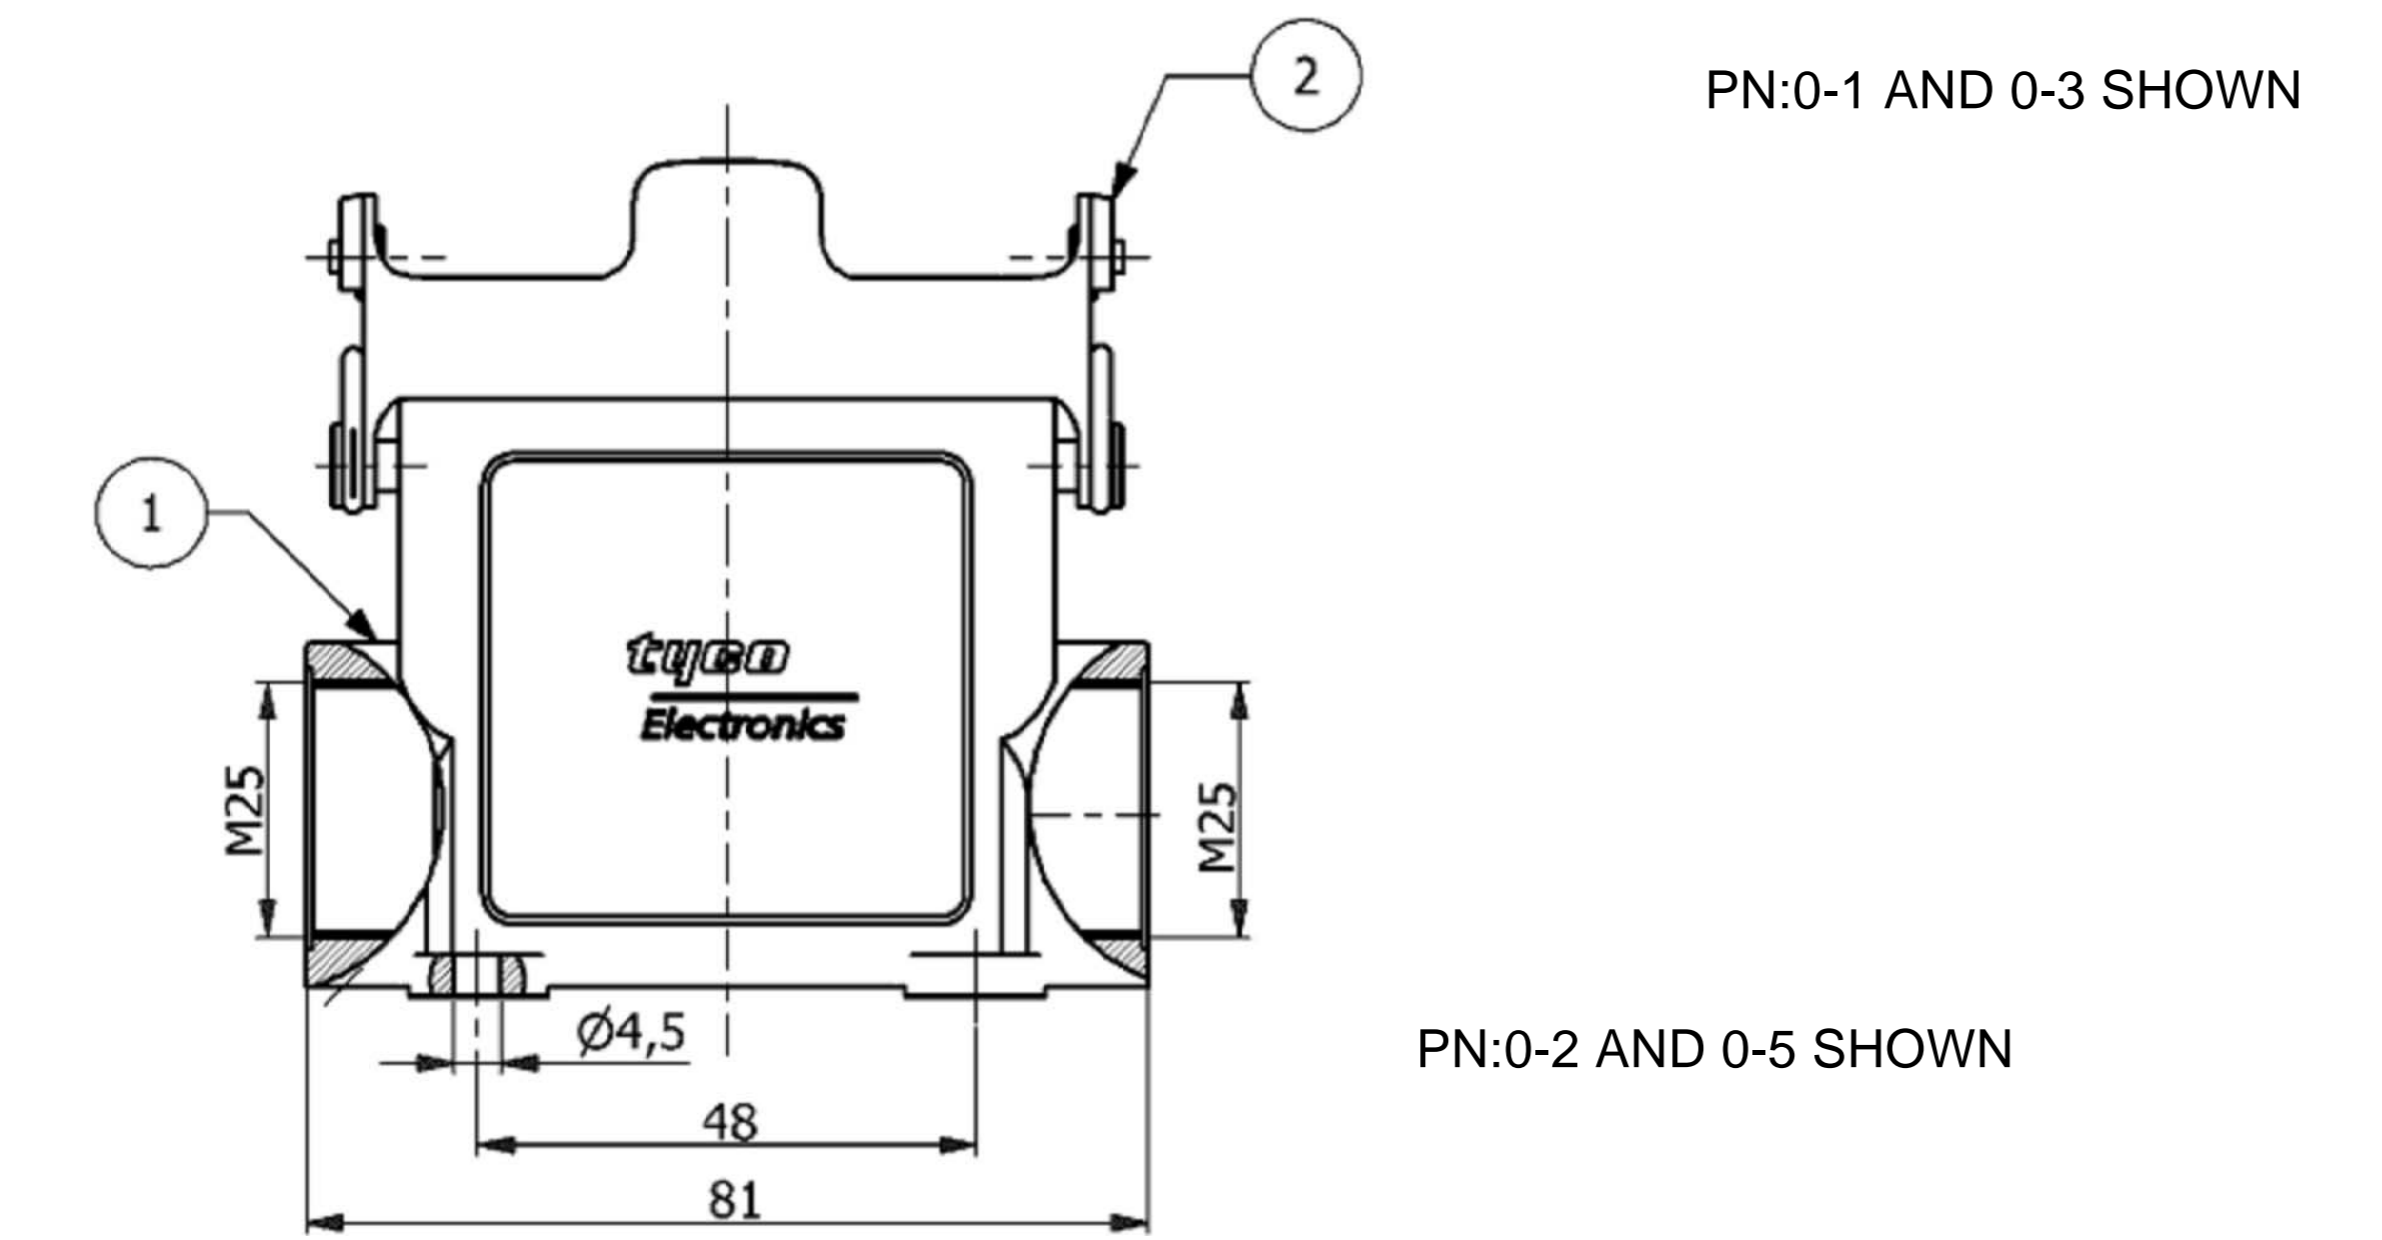 2
PN:0-1 AND 0-3 SHOWN
1
tyco
Electronics
M25
M25
Ø4,5
PN:0-2 AND 0-5 SHOWN
48
81